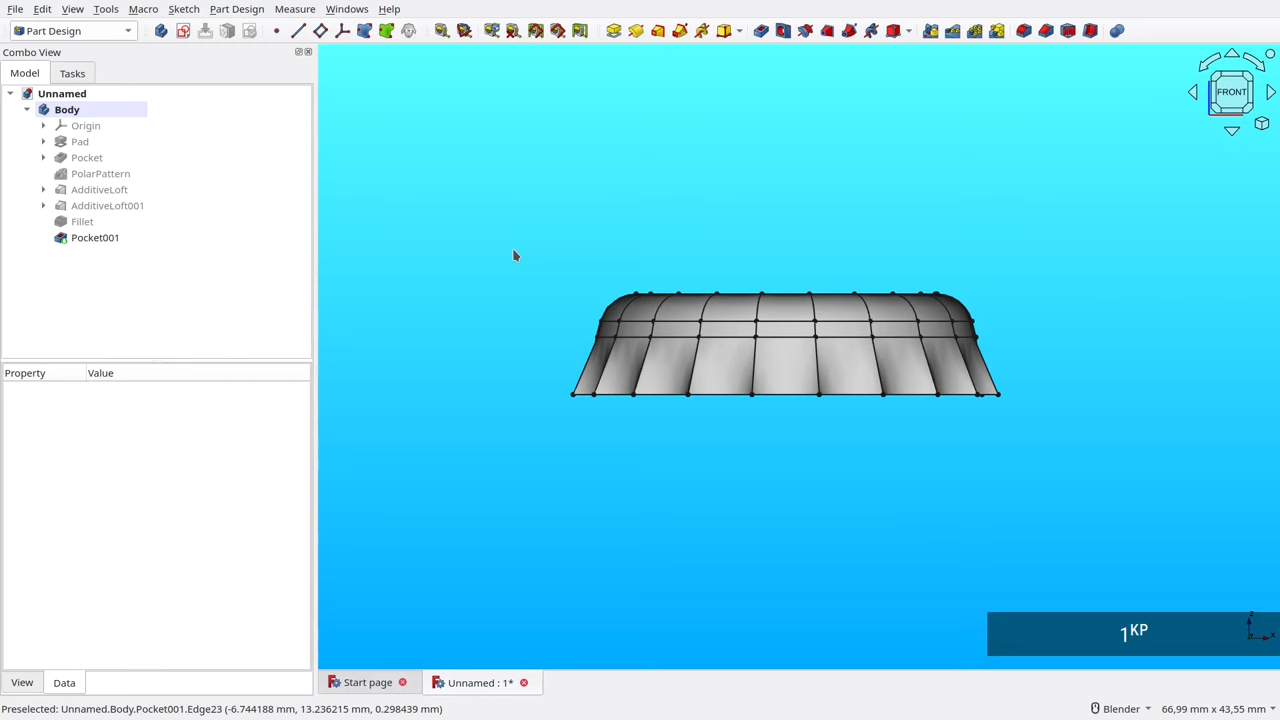 File Edit View Tools Macro Sketch Part Design Measure Windows Help
Part Design
Combo View
Model Tasks
Unnamed
Body
Origin
Pad
Pocket
PolarPattern
AdditiveLoft
AdditiveLoft001
Fillet
Pocket001
FRONT
Property Value
1KP
z
x
View Data
Start page Unnamed : 1*
Preselected: Unnamed.Body.Pocket001.Edge23 (-6.744188 mm, 13.236215 mm, 0.298439 mm) Blender 66,99 mm x 43,55 mm